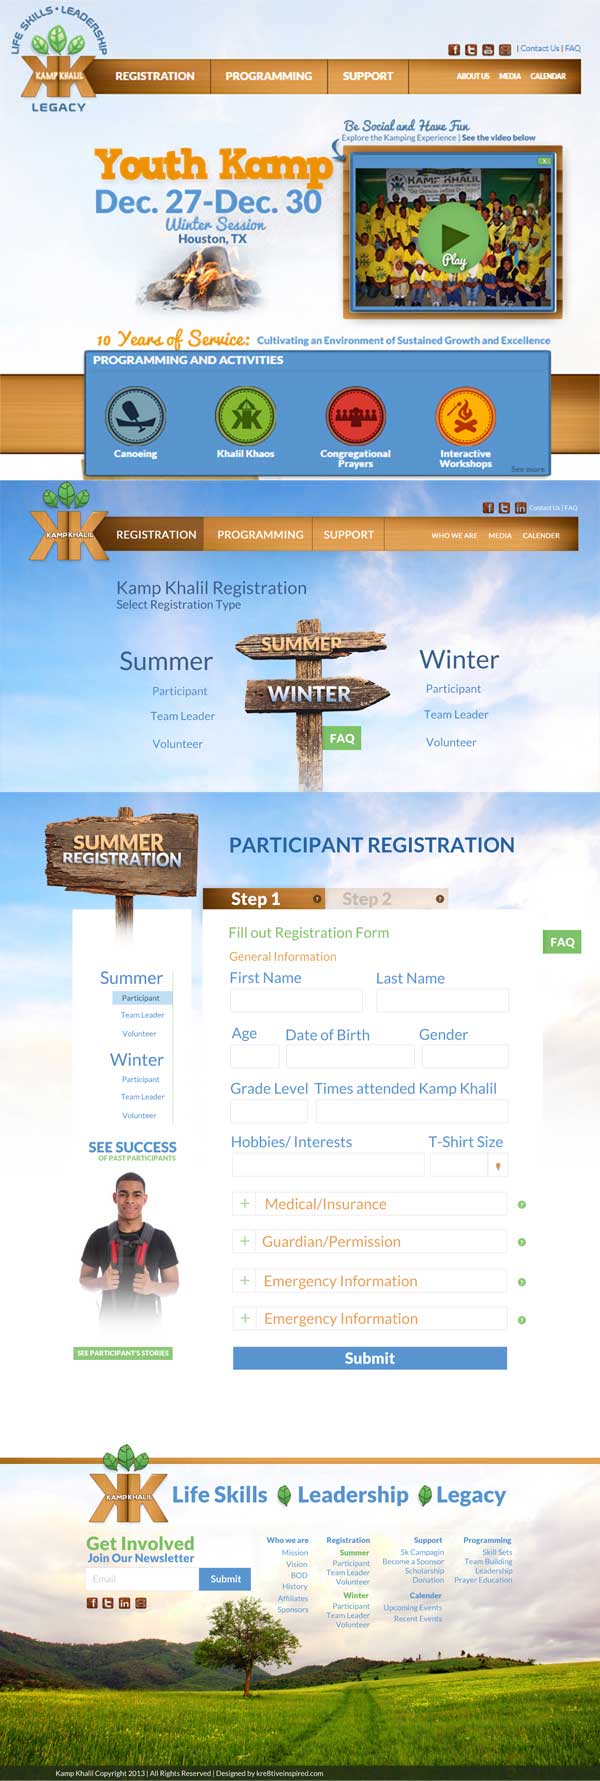 LIFE SKILLS • LEADERSHIP
KAMP KHALIL
LEGACY
| Contact Us | FAQ
REGISTRATION PROGRAMMING SUPPORT ABOUT US MEDIA CALENDAR
Be Social and Have Fun
Explore the Kamping Experience | See the video below
Youth Kamp
Dec. 27-Dec. 30
Winter Session
Houston, TX
KAMP KHALIL
Play
10 Years of Service: Cultivating an Environment of Sustained Growth and Excellence
PROGRAMMING AND ACTIVITIES
Canoeing
Khalil Khaos
Congregational
Prayers
Interactive
Workshops
See more
KAMP KHALIL
Contact Us | FAQ
REGISTRATION PROGRAMMING SUPPORT WHO WE ARE MEDIA CALENDER
Kamp Khalil Registration
Select Registration Type
Summer
Participant
Team Leader
Volunteer
SUMMER
WINTER
FAQ
Winter
Participant
Team Leader
Volunteer
SUMMER
REGISTRATION
PARTICIPANT REGISTRATION
Step 1 ? Step 2 ?
Fill out Registration Form
FAQ
General Information
First Name Last Name
Age Date of Birth Gender
Grade Level Times attended Kamp Khalil
Hobbies/ Interests T-Shirt Size
+ Medical/Insurance ?
+ Guardian/Permission ?
+ Emergency Information ?
+ Emergency Information ?
Submit
Summer
Participant
Team Leader
Volunteer
Winter
Participant
Team Leader
Volunteer
SEE SUCCESS
OF PAST PARTICIPANTS
SEE PARTICIPANT'S STORIES
KAMP KHALIL
Life Skills Leadership Legacy
Get Involved
Join Our Newsletter
Email Submit
Who we are
Mission
Vision
BOD
History
Affiliates
Sponsors
Registration
Summer
Participant
Team Leader
Volunteer
Winter
Participant
Team Leader
Volunteer
Support
5k Campagin
Become a Sponsor
Scholarship
Donation
Calender
Upcoming Events
Recent Events
Programming
Skill Sets
Team Building
Leadership
Prayer Education
Kamp Khalil Copyright 2013 | All Rights Reserved | Designed by kre8tiveinspired.com